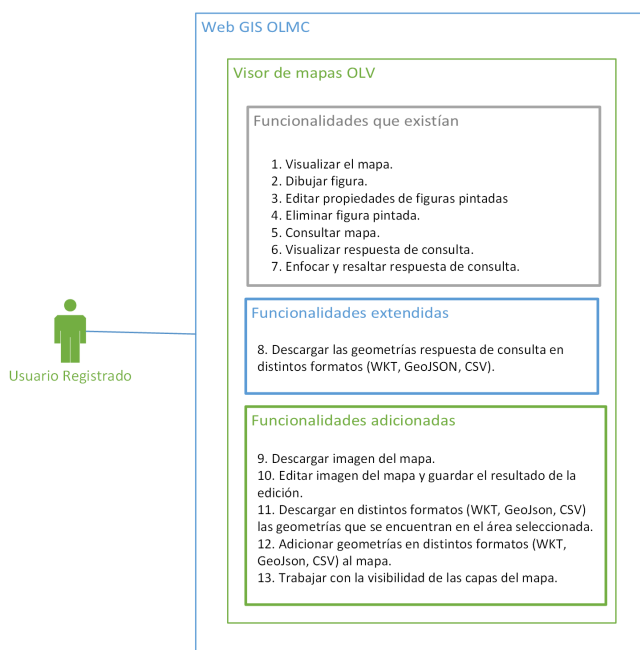 Web GIS OLMC
Visor de mapas OLV
Funcionalidades que existían
1. Visualizar el mapa.
2. Dibujar figura.
3. Editar propiedades de figuras pintadas
4. Eliminar figura pintada.
5. Consultar mapa.
6. Visualizar respuesta de consulta.
7. Enfocar y resaltar respuesta de consulta.
Funcionalidades extendidas
8. Descargar las geometrías respuesta de consulta en
distintos formatos (WKT, GeoJSON, CSV).
Usuario Registrado
Funcionalidades adicionadas
9. Descargar imagen del mapa.
10. Editar imagen del mapa y guardar el resultado de la
edición.
11. Descargar en distintos formatos (WKT, GeoJson, CSV)
las geometrías que se encuentran en el área seleccionada.
12. Adicionar geometrías en distintos formatos (WKT,
GeoJson, CSV) al mapa.
13. Trabajar con la visibilidad de las capas del mapa.